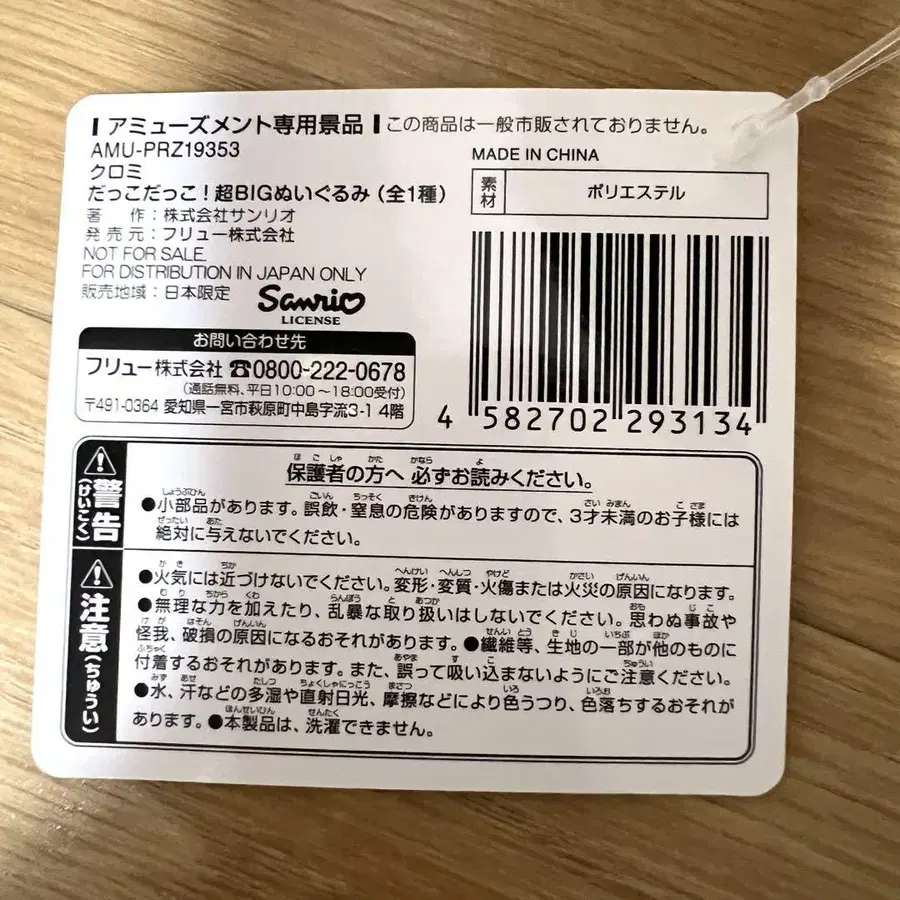 アミューズメント専用景品 この商品は一般市販されておりません。
AMU-PRZ19353
クロミ
だっこだっこ!超BIGぬいぐるみ(全1種)
著 作:株式会社サンリオ
発 売 元:フリュー株式会社
NOT FOR SALE.
FOR DISTRIBUTION IN JAPAN ONLY
販売地域:日本限定
Sanrio
LICENSE
MADE IN CHINA
素材 ポリエステル
4 582702 293134
お問い合わせ先
フリュー株式会社 ☎0800-222-0678
(通話無料、平日10:00~18:00受付)
〒491-0364 愛知県一宮市萩原町中島字流3-1 4階
保護者の方へ 必ずお読みください。
警告(けいこく)
●小部品があります。誤飲・窒息の危険がありますので、3才未満のお子様には
絶対に与えないでください。
注意(ちゅうい)
●火気には近づけないでください。変形・変質・火傷または火災の原因になります。
●無理な力を加えたり、乱暴な取り扱いはしないでください。思わぬ事故や
怪我、破損の原因になるおそれがあります。●繊維等、生地の一部が他のものに
付着するおそれがあります。また、誤って吸い込まないようにご注意ください。
●水、汗などの多湿や直射日光、摩擦などにより色うつり、色落ちするおそれが
あります。●本製品は、洗濯できません。